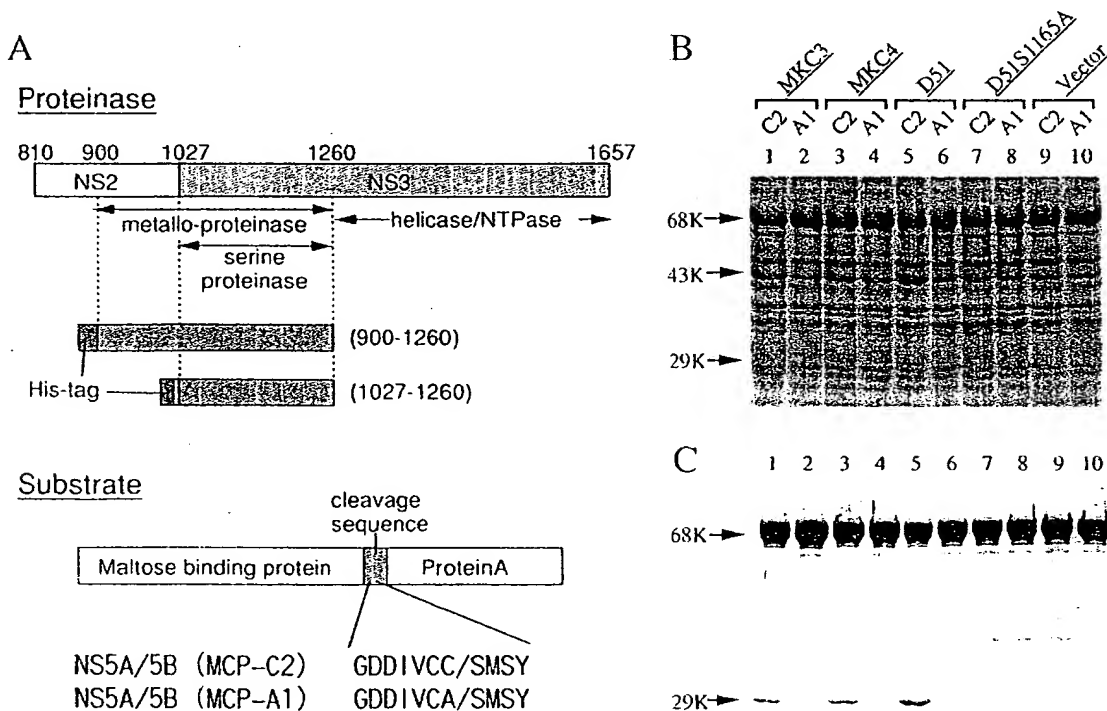 A
Proteinase
810 900 1027 1260 1657
NS2 NS3
metallo-proteinase helicase/NTPase
serine
proteinase
(900-1260)
His-tag
(1027-1260)
Substrate
cleavage
sequence
Maltose binding protein ProteinA
NS5A/5B (MCP-C2) GDDIVCC/SMSY
NS5A/5B (MCP-A1) GDDIVCA/SMSY
B
MKC3 MKC4 D51 D51S1165A Vector
C2 A1 C2 A1 C2 A1 C2 A1 C2 A1
1 2 3 4 5 6 7 8 9 10
68K
43K
29K
C
1 2 3 4 5 6 7 8 9 10
68K
29K